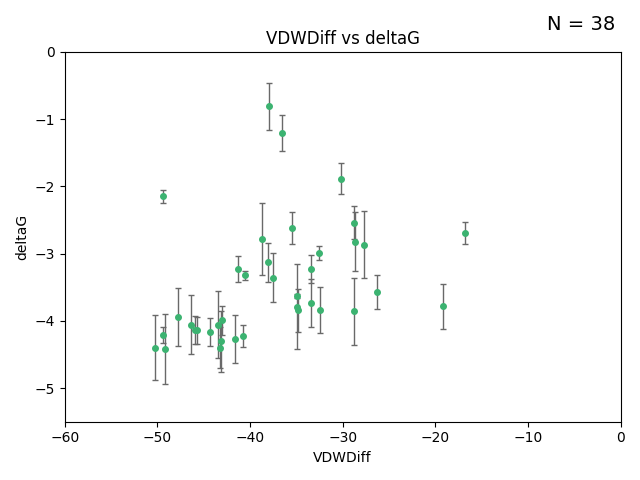 N = 38
VDWDiff vs deltaG
0
−1
−2
−3
−4
−5
deltaG
−60 −50 −40 −30 −20 −10 0
VDWDiff